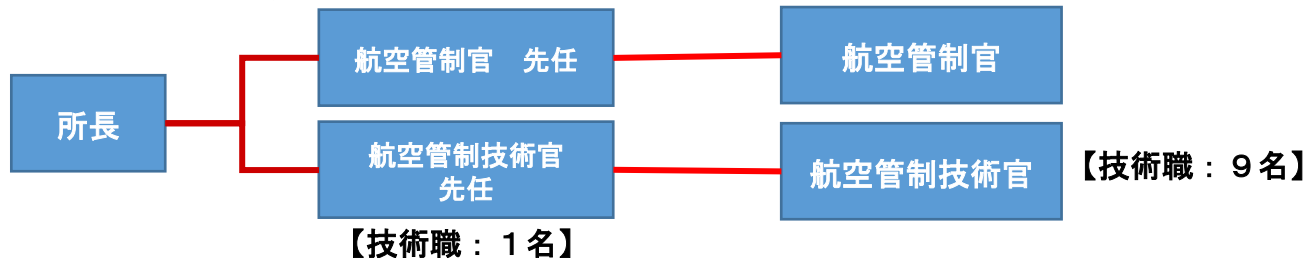 所長
航空管制官　先任
航空管制官
航空管制技術官
先任
航空管制技術官
【技術職：９名】
【技術職：１名】